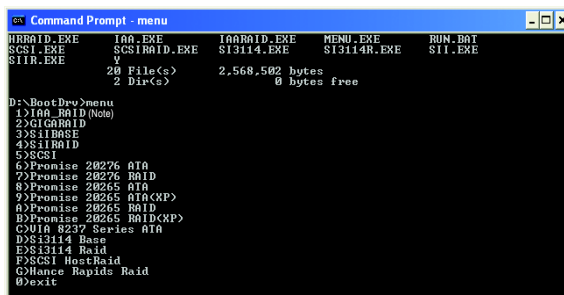 Command Prompt - menu
HRRAID.EXE IAA.EXE IAARAID.EXE MENU.EXE RUN.BAT
SCSI.EXE SCSIRAID.EXE SI3114.EXE SI3114R.EXE SII.EXE
SIIR.EXE Y
20 File(s) 2,568,502 bytes
2 Dir(s) 0 bytes free
D:\BootDrv>menu
1)IAA_RAID (Note)
2)GIGARAID
3)SiIBASE
4)SiIRAID
5)SCSI
6)Promise 20276 ATA
7)Promise 20276 RAID
8)Promise 20265 ATA
9)Promise 20265 ATA(XP)
A)Promise 20265 RAID
B)Promise 20265 RAID(XP)
C)VIA 8237 Series ATA
D)Si3114 Base
E)Si3114 Raid
F)SCSI HostRaid
G)Hance Rapids Raid
0)exit